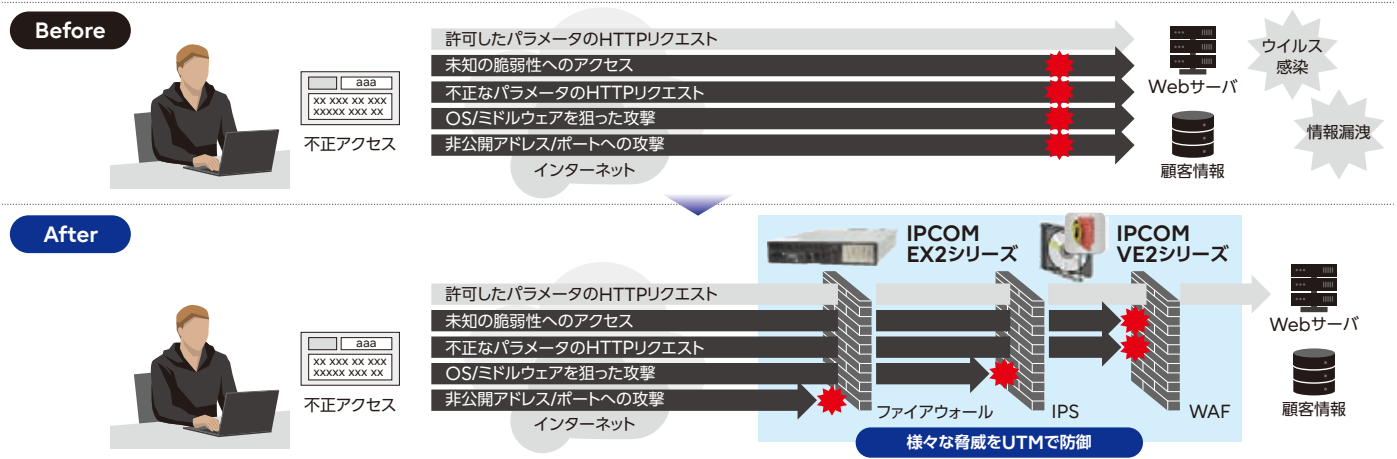 Before
aaa
xx xxx xx xxx
xxxxx xxx xx
不正アクセス
許可したパラメータのHTTPリクエスト
未知の脆弱性へのアクセス
不正なパラメータのHTTPリクエスト
OS/ミドルウェアを狙った攻撃
非公開アドレス/ポートへの攻撃
インターネット
Webサーバ
顧客情報
ウイルス
感染
情報漏洩
After
aaa
xx xxx xx xxx
xxxxx xxx xx
不正アクセス
許可したパラメータのHTTPリクエスト
未知の脆弱性へのアクセス
不正なパラメータのHTTPリクエスト
OS/ミドルウェアを狙った攻撃
非公開アドレス/ポートへの攻撃
インターネット
IPCOM
EX2シリーズ
IPCOM
VE2シリーズ
ファイアウォール
IPS
WAF
様々な脅威をUTMで防御
Webサーバ
顧客情報